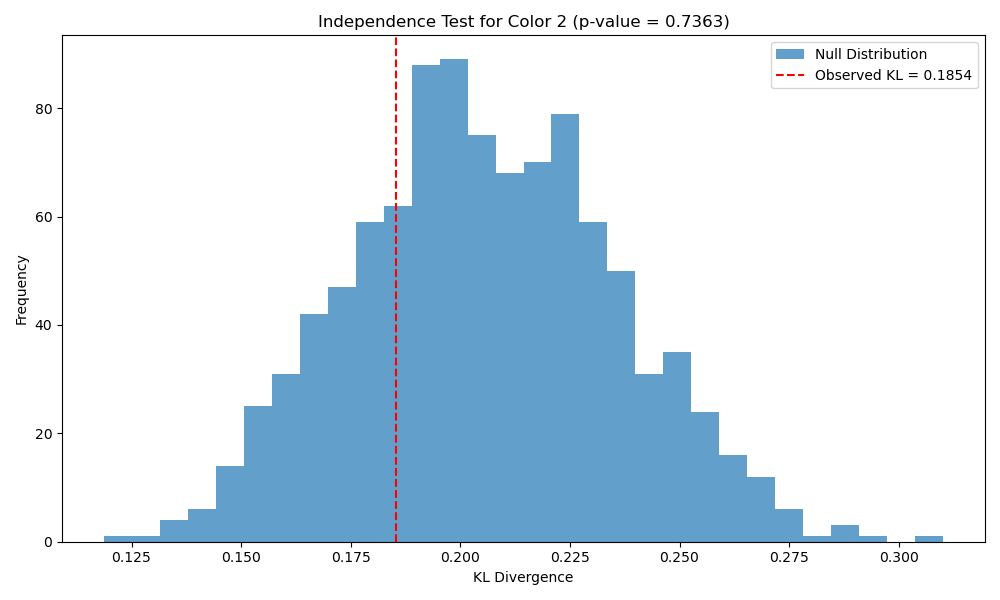 Independence Test for Color 2 (p-value = 0.7363)
Null Distribution
Observed KL = 0.1854
Frequency
80
60
40
20
0
0.125 0.150 0.175 0.200 0.225 0.250 0.275 0.300
KL Divergence